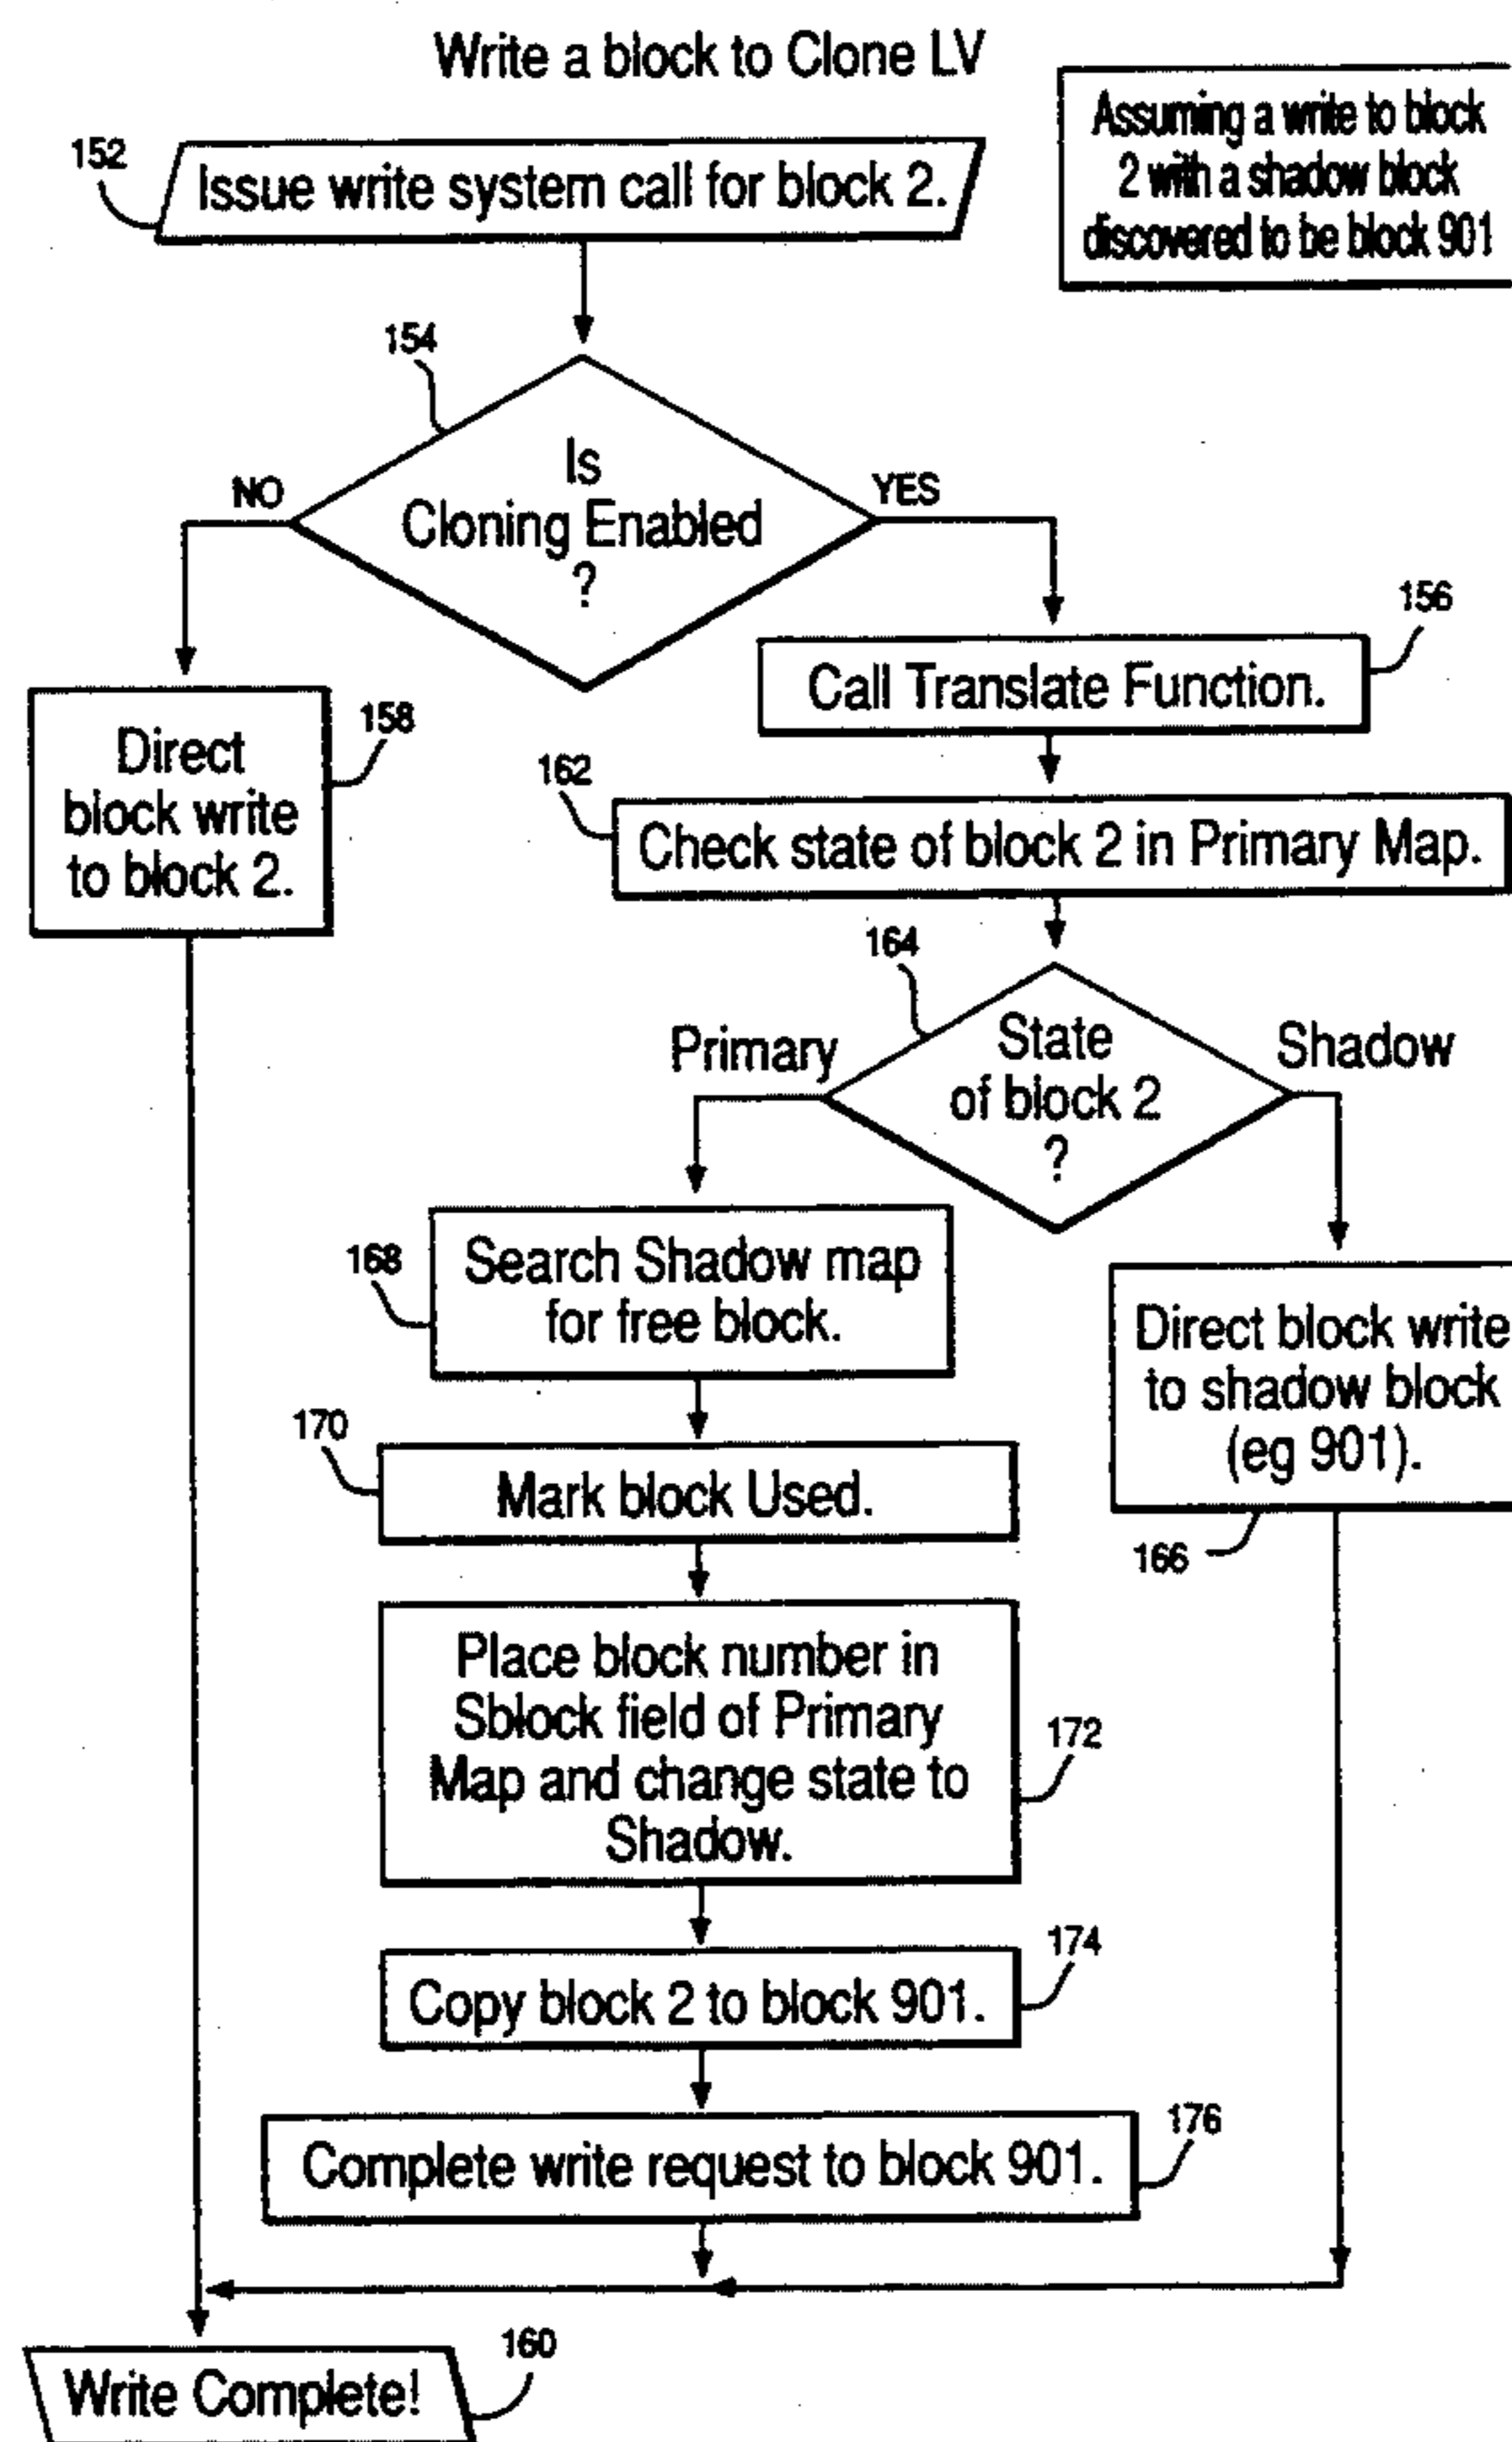 Write a block to Clone LV
Assuming a write to block
2 with a shadow block
discovered to be block 901
152
Issue write system call for block 2.
154
Is
Cloning Enabled
?
NO
YES
156
Call Translate Function.
158
Direct
block write
to block 2.
162
Check state of block 2 in Primary Map.
164
State
of block 2
?
Primary
Shadow
168
Search Shadow map
for free block.
Direct block write
to shadow block
(eg 901).
166
170
Mark block Used.
Place block number in
Sblock field of Primary
Map and change state to
Shadow.
172
174
Copy block 2 to block 901.
176
Complete write request to block 901.
160
Write Complete!